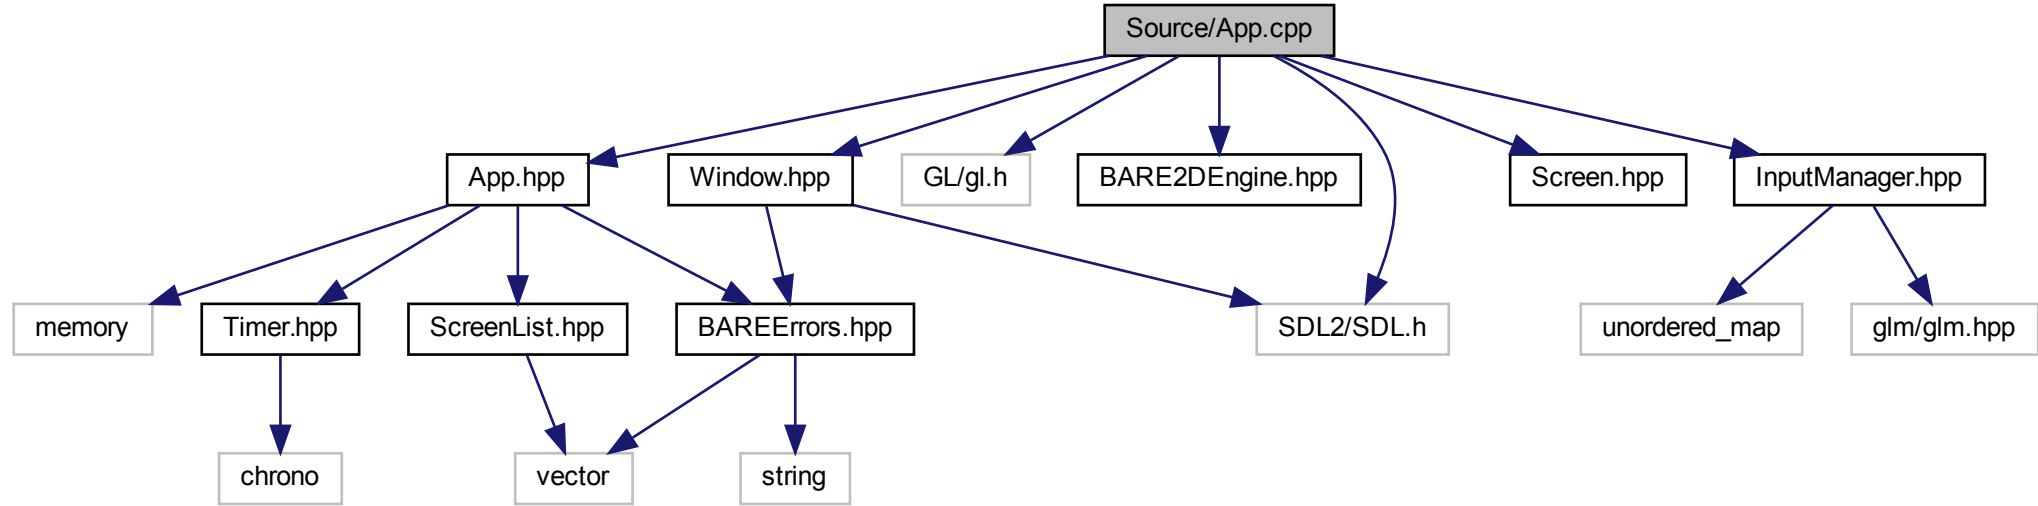 Source/App.cpp
App.hpp
Window.hpp
GL/gl.h
BARE2DEngine.hpp
Screen.hpp
InputManager.hpp
memory
Timer.hpp
ScreenList.hpp
BAREErrors.hpp
SDL2/SDL.h
unordered_map
glm/glm.hpp
chrono
vector
string